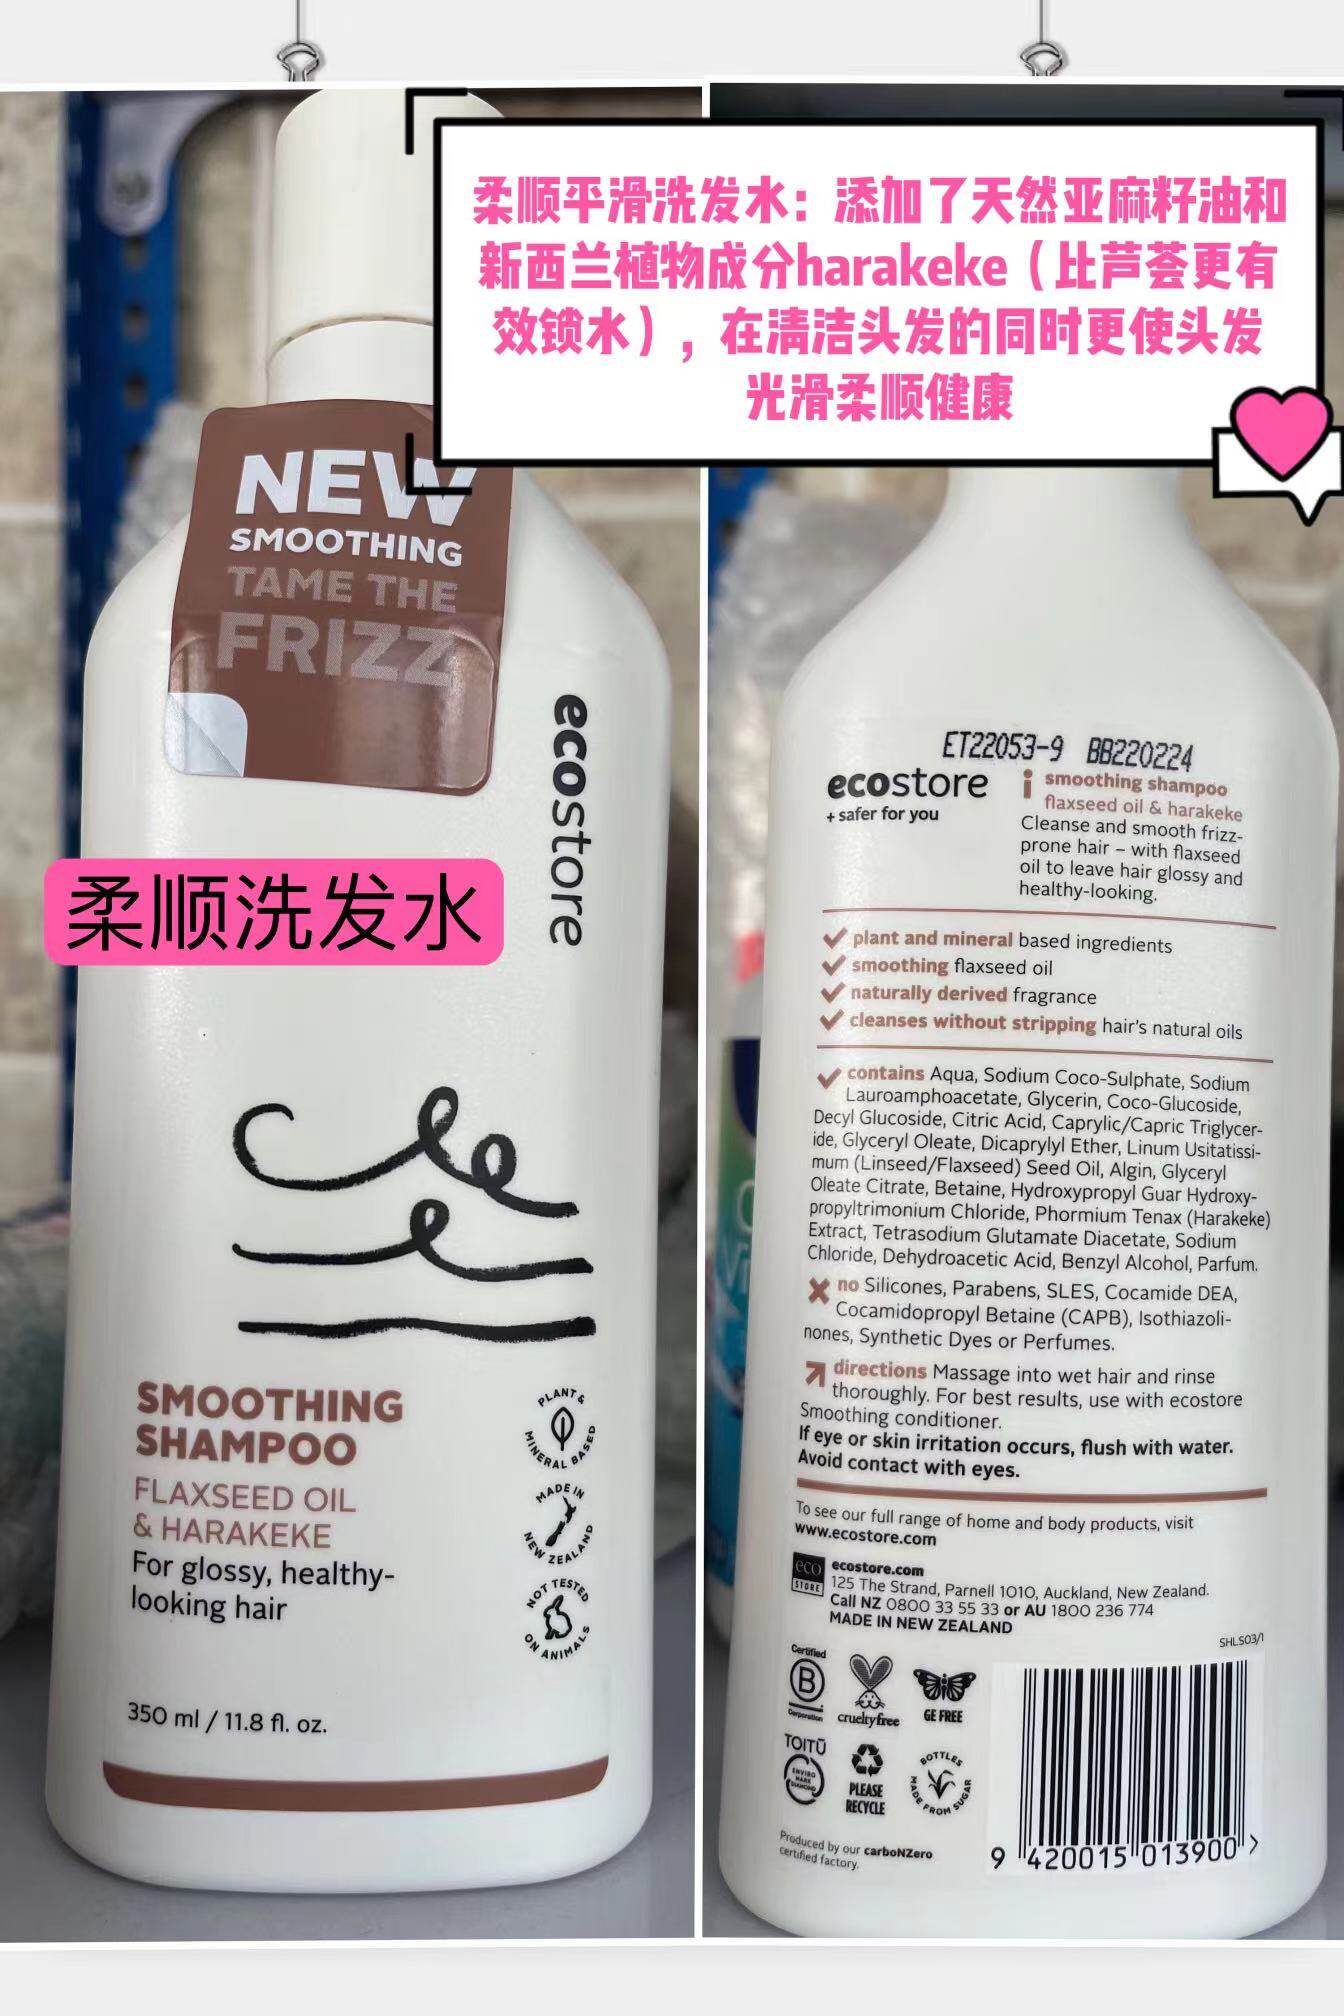 柔顺平滑洗发水：添加了天然亚麻籽油和
新西兰植物成分harakeke（比芦荟更有
效锁水），在清洁头发的同时更使头发
光滑柔顺健康
NEW
SMOOTHING
TAME THE
FRIZZ
ecostore
柔顺洗发水
SMOOTHING
SHAMPOO
FLAXSEED OIL
& HARAKEKE
For glossy, healthy-
looking hair
PLANT & MINERAL BASED
MADE IN NEW ZEALAND
NOT TESTED ON ANIMALS
350 ml / 11.8 fl. oz.
ET22053-9 BB220224
ecostore
+ safer for you
i smoothing shampoo
flaxseed oil & harakeke
Cleanse and smooth frizz-
prone hair – with flaxseed
oil to leave hair glossy and
healthy-looking.
plant and mineral based ingredients
smoothing flaxseed oil
naturally derived fragrance
cleanses without stripping hair's natural oils
contains Aqua, Sodium Coco-Sulphate, Sodium
Lauroamphoacetate, Glycerin, Coco-Glucoside,
Decyl Glucoside, Citric Acid, Caprylic/Capric Triglycer-
ide, Glyceryl Oleate, Dicaprylyl Ether, Linum Usitatissi-
mum (Linseed/Flaxseed) Seed Oil, Algin, Glyceryl
Oleate Citrate, Betaine, Hydroxypropyl Guar Hydroxy-
propyltrimonium Chloride, Phormium Tenax (Harakeke)
Extract, Tetrasodium Glutamate Diacetate, Sodium
Chloride, Dehydroacetic Acid, Benzyl Alcohol, Parfum.
no Silicones, Parabens, SLES, Cocamide DEA,
Cocamidopropyl Betaine (CAPB), Isothiazoli-
nones, Synthetic Dyes or Perfumes.
directions Massage into wet hair and rinse
thoroughly. For best results, use with ecostore
Smoothing conditioner.
If eye or skin irritation occurs, flush with water.
Avoid contact with eyes.
To see our full range of home and body products, visit
www.ecostore.com
eco
STORE
ecostore.com
125 The Strand, Parnell 1010, Auckland, New Zealand.
Call NZ 0800 33 55 33 or AU 1800 236 774
MADE IN NEW ZEALAND
SHLS03/1
Certified
B
Corporation
crueltyfree
GE FREE
TOITŪ
ENVIRO
MARK
DIAMOND
PLEASE
RECYCLE
BOTTLES MADE FROM SUGAR
Produced by our carboNZero
certified factory.
9 420015 013900 >